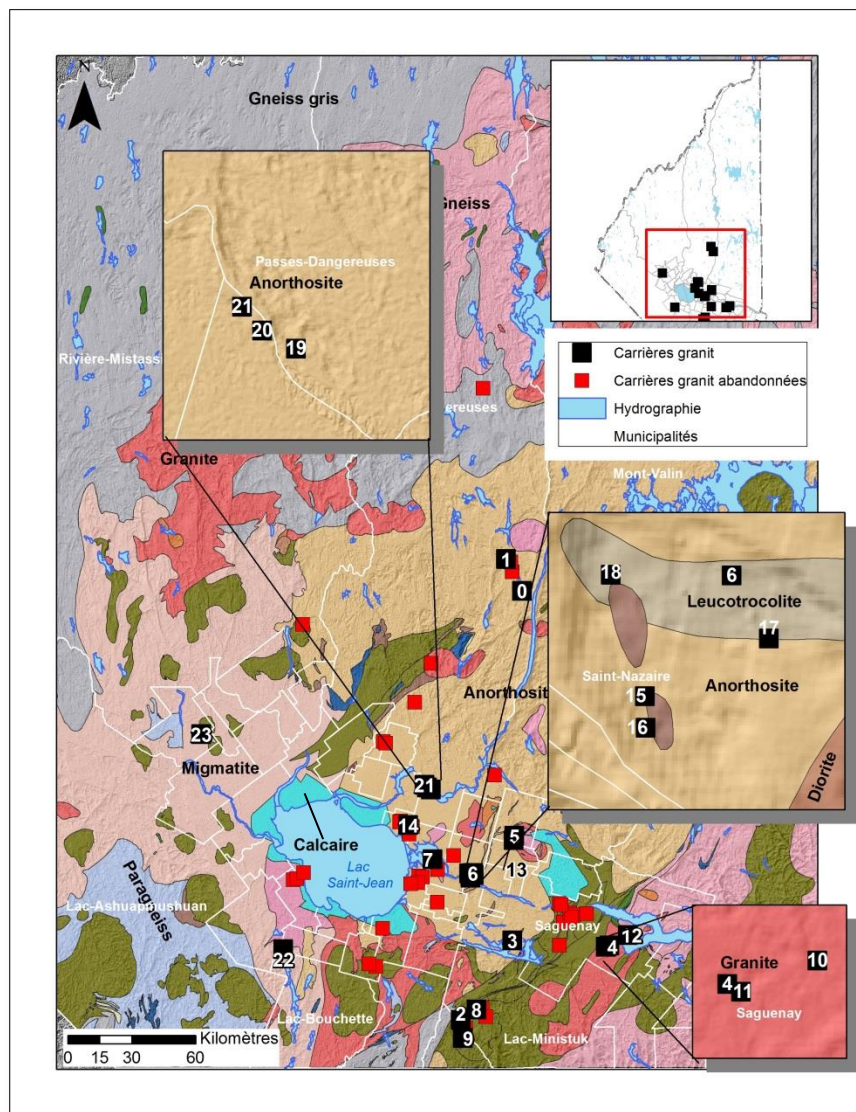 N
Gneiss gris
Gneiss
Passes-Dangereuses
Anorthosite
21
20
19
Rivière-Mistass
ereuses
Carrières granit
Carrières granit abandonnées
Hydrographie
Municipalités
Granite
Mont-Valin
1
0
18
6
Leucotrocolite
17
Saint-Nazaire
Anorthosite
15
16
Diorite
Anorthosit
23
Migmatite
21
14
5
Calcaire
7
6
13
Lac
Saint-Jean
Paragneiss
Lac-Ashuapmushuan
Saguenay
3
4
12
22
Granite
10
4
11
Saguenay
Lac-Bouchette
2
8
9
Lac-Ministuk
Kilomètres
0 15 30 60